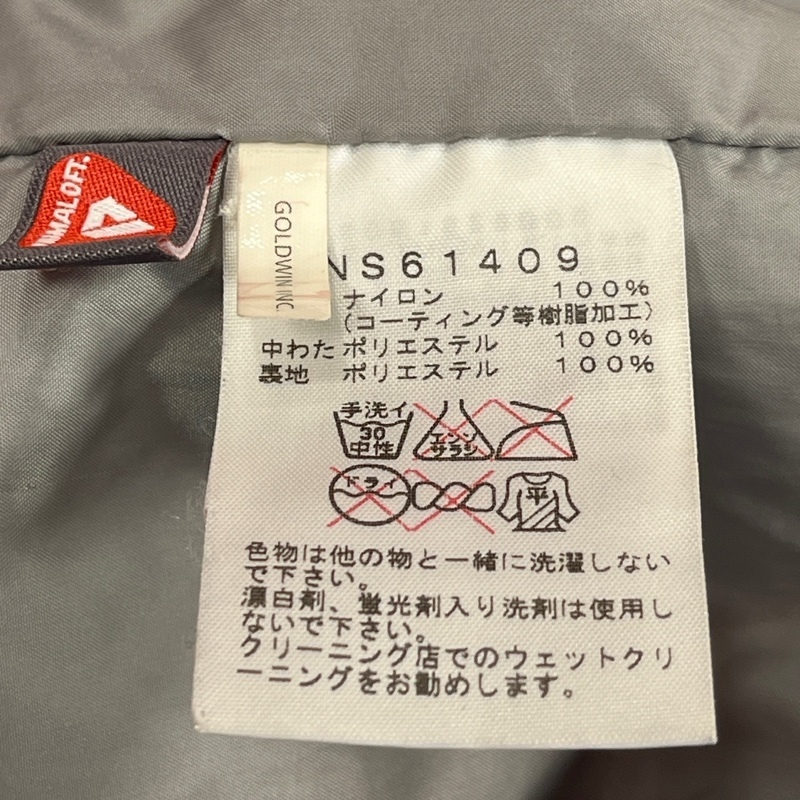 GOLDWIN INC.
NS61409
ナイロン 100%
(コーティング等樹脂加工)
中わた ポリエステル 100%
裏地 ポリエステル 100%
手洗イ
30
中性
エンソ
サラシ
ドライ
平
色物は他の物と一緒に洗濯しない
で下さい。
漂白剤、蛍光剤入り洗剤は使用し
ないで下さい。
クリーニング店でのウェットクリ
ーニングをお勧めします。